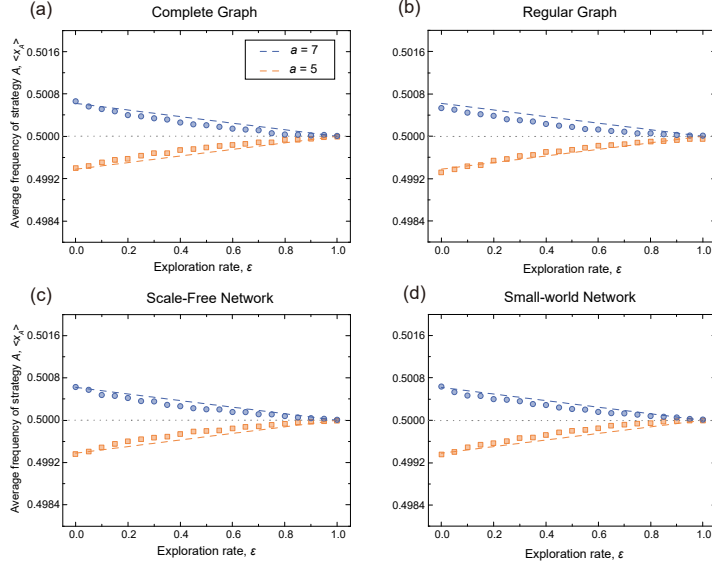 (a) Complete Graph
(b) Regular Graph
Average frequency of strategy A, <x_A>
0.5016
0.5008
0.5000
0.4992
0.4984
a = 7
a = 5
0.0 0.2 0.4 0.6 0.8 1.0
Exploration rate, ε
0.5016
0.5008
0.5000
0.4992
0.4984
0.0 0.2 0.4 0.6 0.8 1.0
Exploration rate, ε
(c) Scale-Free Network
(d) Small-world Network
Average frequency of strategy A, <x_A>
0.5016
0.5008
0.5000
0.4992
0.4984
0.0 0.2 0.4 0.6 0.8 1.0
Exploration rate, ε
0.5016
0.5008
0.5000
0.4992
0.4984
0.0 0.2 0.4 0.6 0.8 1.0
Exploration rate, ε